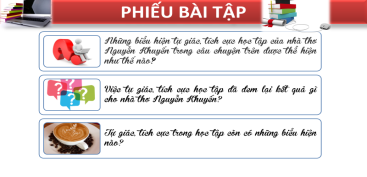 PHIẾU BÀI TẬP
Những biểu hiện tự giác, tích cực học tập của nhà thơ
Nguyễn Khuyến trong câu chuyện trên được thể hiện
như thế nào?
Việc tự giác, tích cực học tập đã đem lại kết quả gì
cho nhà thơ Nguyễn Khuyến?
Tự giác, tích cực trong học tập còn có những biểu hiện
nào?